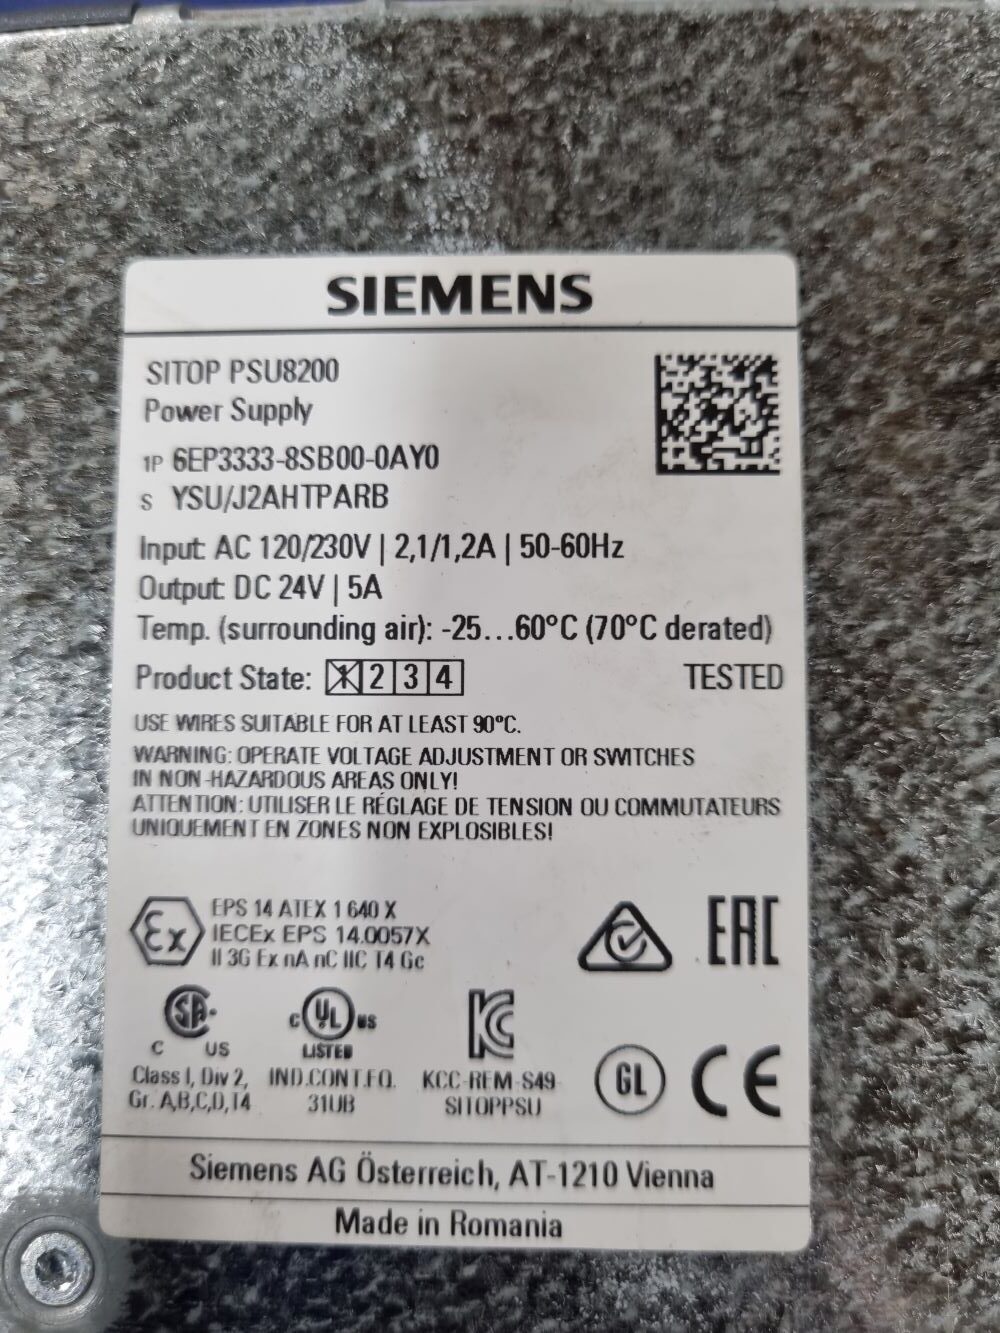 SIEMENS
SITOP PSU8200
Power Supply
1P 6EP3333-8SB00-0AY0
S YSU/J2AHTPARB
Input: AC 120/230V | 2,1/1,2A | 50-60Hz
Output: DC 24V | 5A
Temp. (surrounding air): -25...60°C (70°C derated)
Product State: X 2 3 4 TESTED
USE WIRES SUITABLE FOR AT LEAST 90°C.
WARNING: OPERATE VOLTAGE ADJUSTMENT OR SWITCHES
IN NON-HAZARDOUS AREAS ONLY!
ATTENTION: UTILISER LE RÉGLAGE DE TENSION OU COMMUTATEURS
UNIQUEMENT EN ZONES NON EXPLOSIBLES!
Ex
EPS 14 ATEX 1 640 X
IECEx EPS 14.0057X
II 3G Ex nA nC IIC T4 Gc
EAC
SA
C US
Class I, Div 2,
Gr. A,B,C,D,T4
C UL US
LISTED
IND.CONT.EQ.
31UB
KC
KCC-REM-S49-
SITOPPSU
GL
CE
Siemens AG Österreich, AT-1210 Vienna
Made in Romania